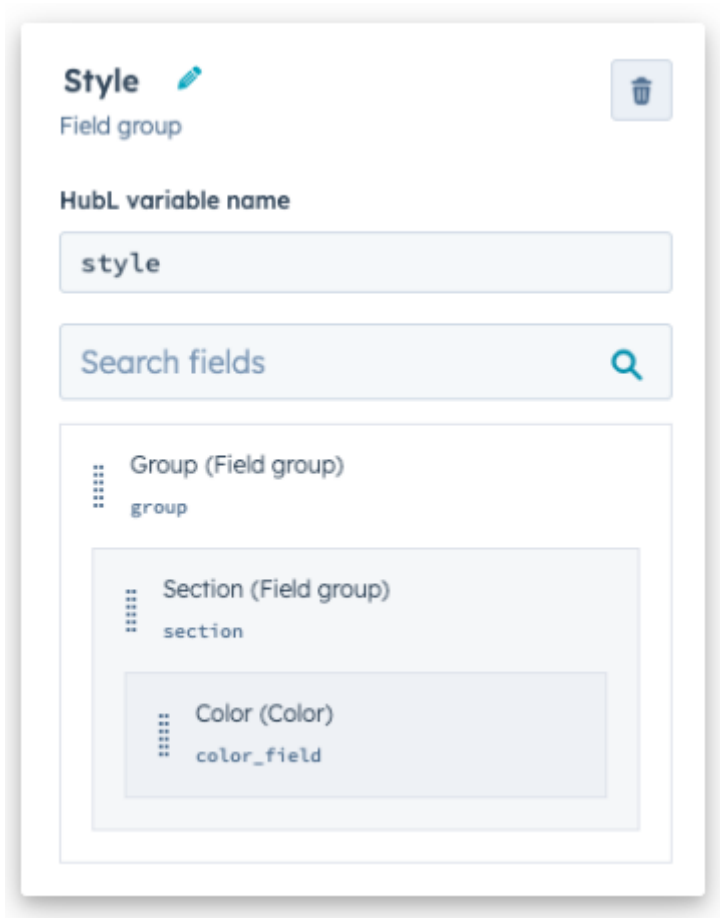 Style
Field group
HubL variable name
style
Search fields
Group (Field group)
group
Section (Field group)
section
Color (Color)
color_field